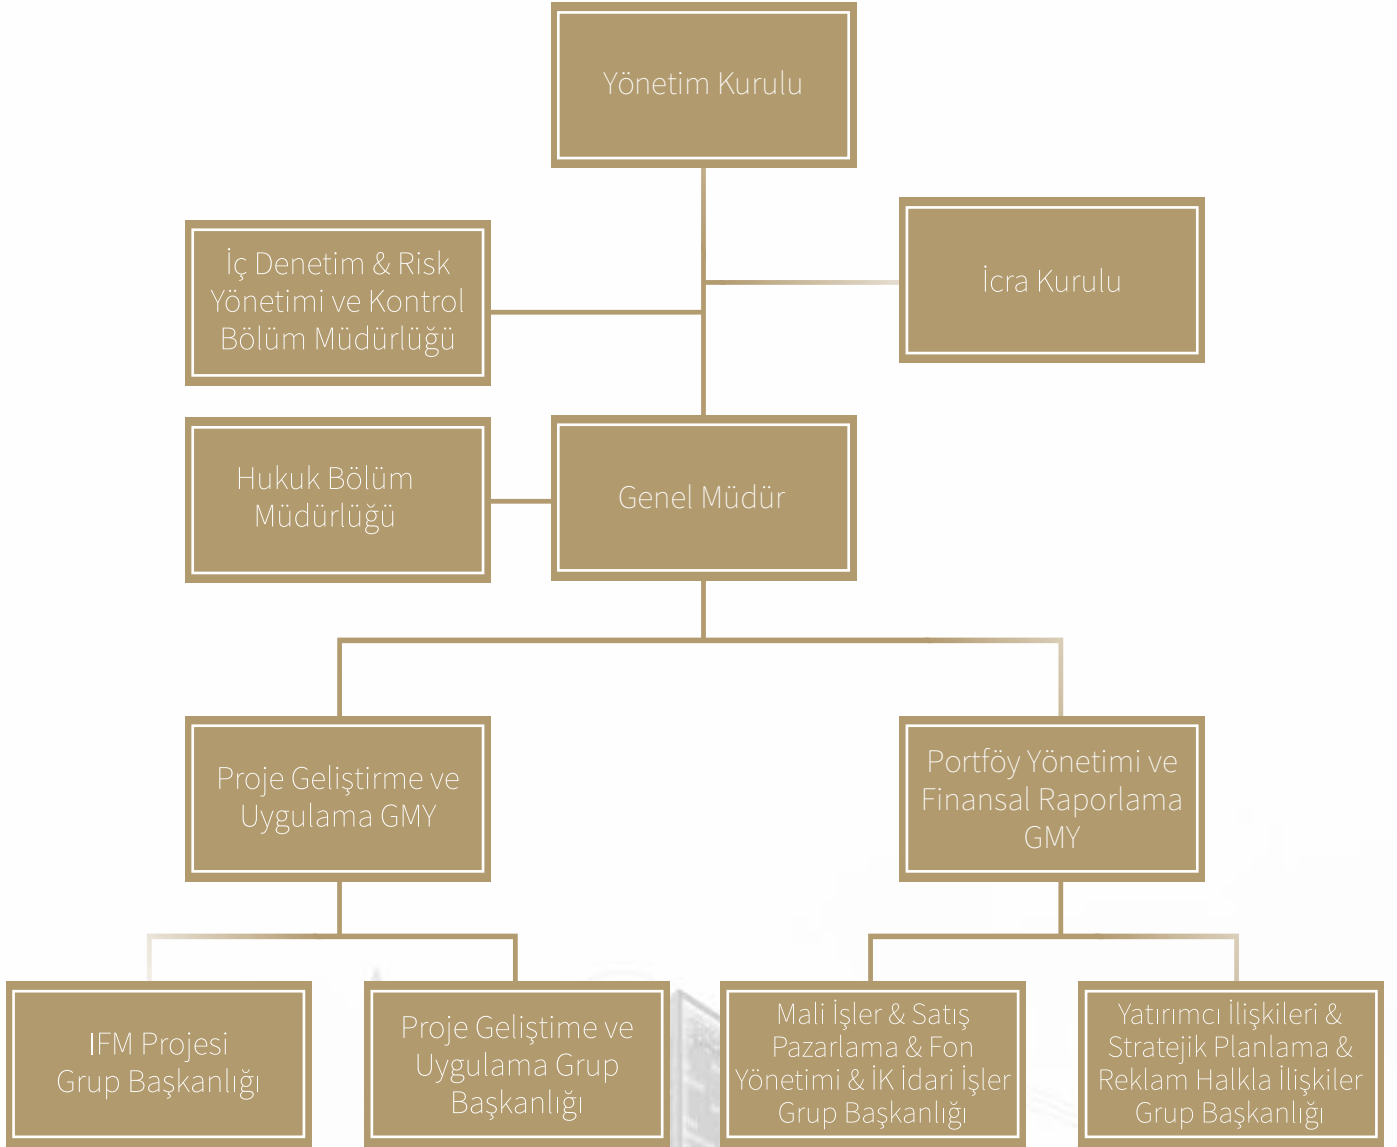 Yönetim Kurulu
İç Denetim & Risk
Yönetimi ve Kontrol
Bölüm Müdürlüğü
İcra Kurulu
Hukuk Bölüm
Müdürlüğü
Genel Müdür
Proje Geliştirme ve
Uygulama GMY
Portföy Yönetimi ve
Finansal Raporlama
GMY
IFM Projesi
Grup Başkanlığı
Proje Geliştime ve
Uygulama Grup
Başkanlığı
Mali İşler & Satış
Pazarlama & Fon
Yönetimi & İK İdari İşler
Grup Başkanlığı
Yatırımcı İlişkileri &
Stratejik Planlama &
Reklam Halkla İlişkiler
Grup Başkanlığı